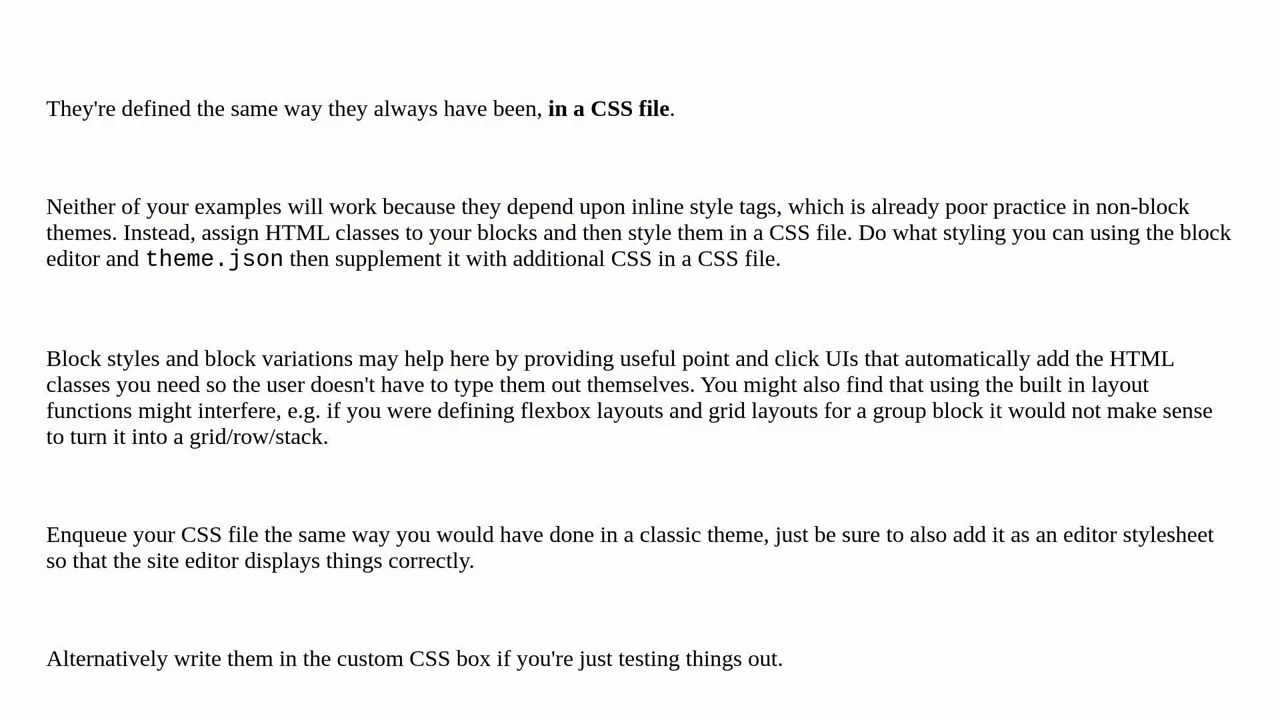 They're defined the same way they always have been, in a CSS file.
Neither of your examples will work because they depend upon inline style tags, which is already poor practice in non-block
themes. Instead, assign HTML classes to your blocks and then style them in a CSS file. Do what styling you can using the block
editor and theme.json then supplement it with additional CSS in a CSS file.
Block styles and block variations may help here by providing useful point and click UIs that automatically add the HTML
classes you need so the user doesn't have to type them out themselves. You might also find that using the built in layout
functions might interfere, e.g. if you were defining flexbox layouts and grid layouts for a group block it would not make sense
to turn it into a grid/row/stack.
Enqueue your CSS file the same way you would have done in a classic theme, just be sure to also add it as an editor stylesheet
so that the site editor displays things correctly.
Alternatively write them in the custom CSS box if you're just testing things out.